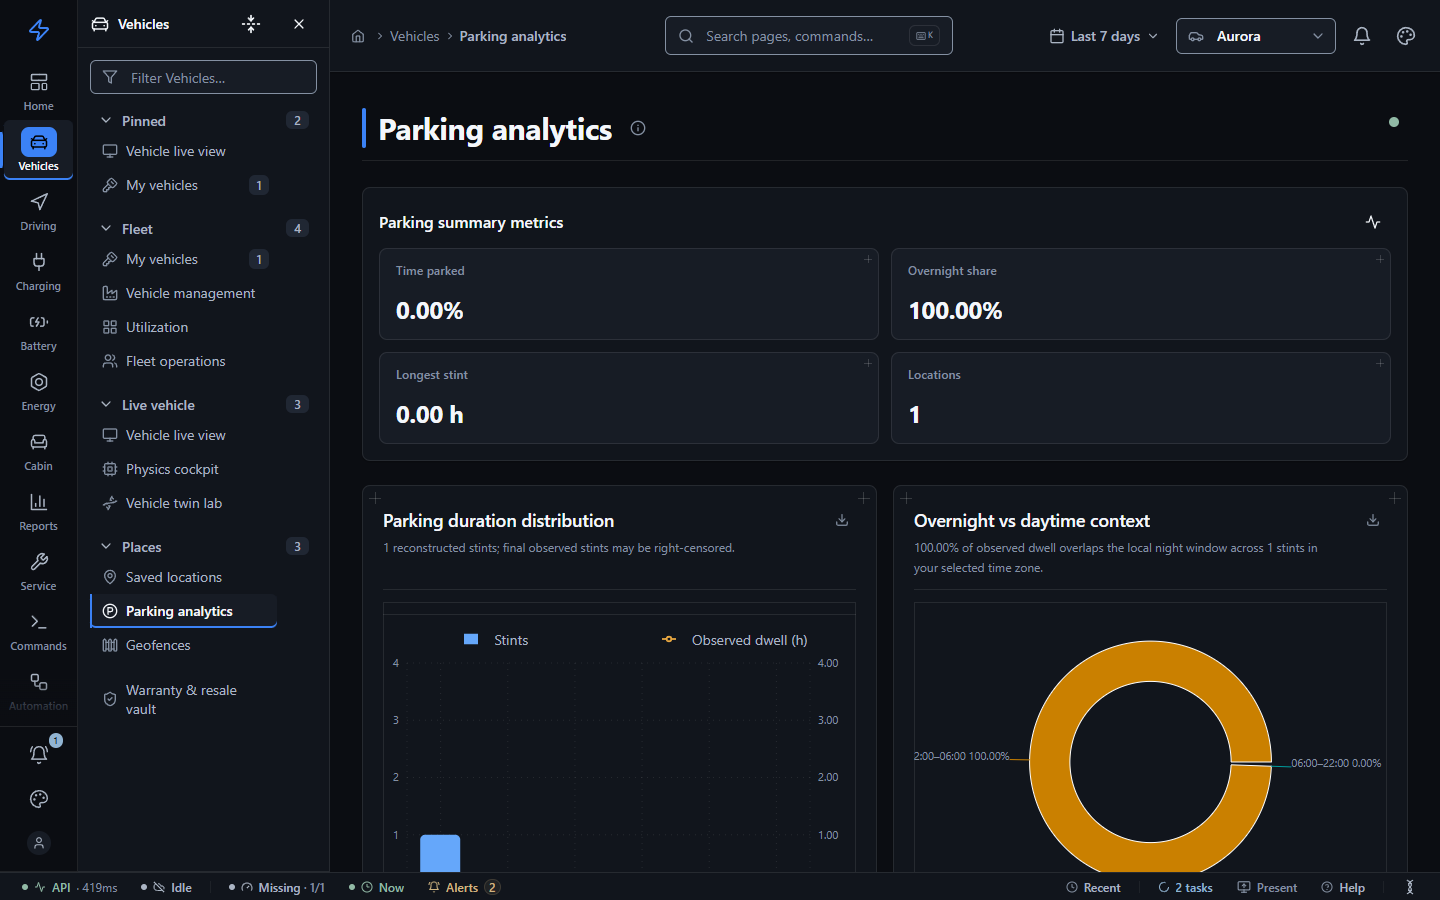 Home
Vehicles
Driving
Charging
Battery
Energy
Cabin
Reports
Service
Commands
Automation
1
Vehicles
Filter Vehicles...
Pinned 2
Vehicle live view
My vehicles 1
Fleet 4
My vehicles 1
Vehicle management
Utilization
Fleet operations
Live vehicle 3
Vehicle live view
Physics cockpit
Vehicle twin lab
Places 3
Saved locations
Parking analytics
Geofences
Warranty & resale
vault
Vehicles Parking analytics
Search pages, commands... K
Last 7 days
Aurora
Parking analytics
Parking summary metrics
Time parked
0.00%
Overnight share
100.00%
Longest stint
0.00 h
Locations
1
Parking duration distribution
1 reconstructed stints; final observed stints may be right-censored.
Stints Observed dwell (h)
4 4.00
3 3.00
2 2.00
1 1.00
Overnight vs daytime context
100.00% of observed dwell overlaps the local night window across 1 stints in
your selected time zone.
2:00–06:00 100.00%
06:00–22:00 0.00%
API · 419ms Idle Missing · 1/1 Now Alerts 2 Recent 2 tasks Present Help